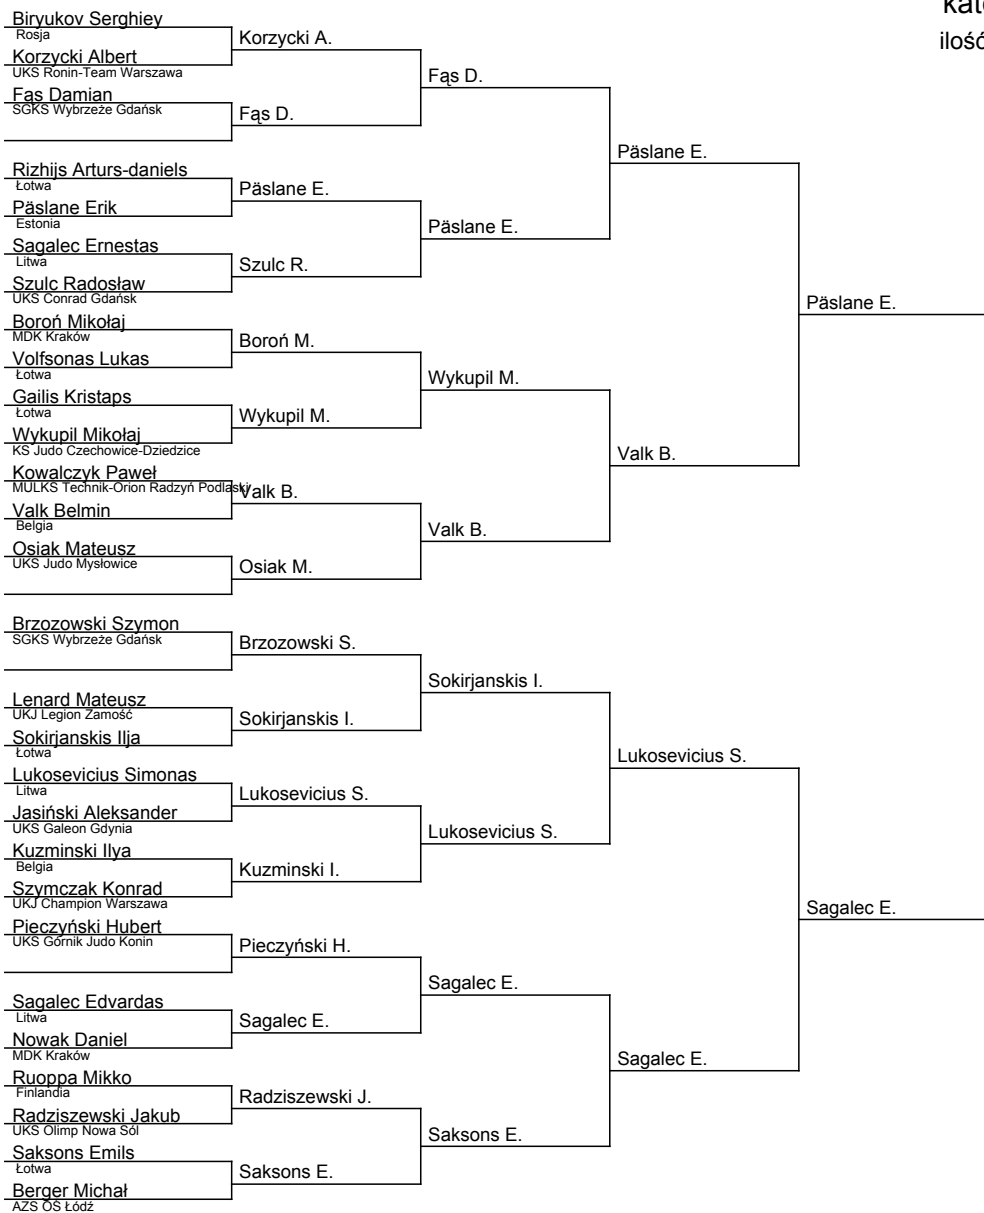 kat
ilość
Biryukov Serghiey
Rosja
Korzycki Albert
UKS Ronin-Team Warszawa
Fąs Damian
SGKS Wybrzeże Gdańsk
Rizhijs Arturs-daniels
Łotwa
Päslane Erik
Estonia
Sagalec Ernestas
Litwa
Szulc Radosław
UKS Conrad Gdańsk
Boroń Mikołaj
MDK Kraków
Volfsonas Lukas
Łotwa
Gailis Kristaps
Łotwa
Wykupil Mikołaj
KS Judo Czechowice-Dziedzice
Kowalczyk Paweł
MULKS Technik-Orion Radzyń Podlaski
Valk Belmin
Belgia
Osiak Mateusz
UKS Judo Mysłowice
Brzozowski Szymon
SGKS Wybrzeże Gdańsk
Lenard Mateusz
UKJ Legion Zamość
Sokirjanskis Ilja
Łotwa
Lukosevicius Simonas
Litwa
Jasiński Aleksander
UKS Galeon Gdynia
Kuzminski Ilya
Belgia
Szymczak Konrad
UKJ Champion Warszawa
Pieczyński Hubert
UKS Górnik Judo Konin
Sagalec Edvardas
Litwa
Nowak Daniel
MDK Kraków
Ruoppa Mikko
Finlandia
Radziszewski Jakub
UKS Olimp Nowa Sól
Saksons Emils
Łotwa
Berger Michał
AZS OŚ Łódź
Korzycki A.
Fąs D.
Päslane E.
Szulc R.
Boroń M.
Wykupil M.
Valk B.
Osiak M.
Brzozowski S.
Sokirjanskis I.
Lukosevicius S.
Kuzminski I.
Pieczyński H.
Sagalec E.
Radziszewski J.
Saksons E.
Fąs D.
Päslane E.
Wykupil M.
Valk B.
Sokirjanskis I.
Lukosevicius S.
Sagalec E.
Saksons E.
Päslane E.
Valk B.
Lukosevicius S.
Sagalec E.
Päslane E.
Sagalec E.